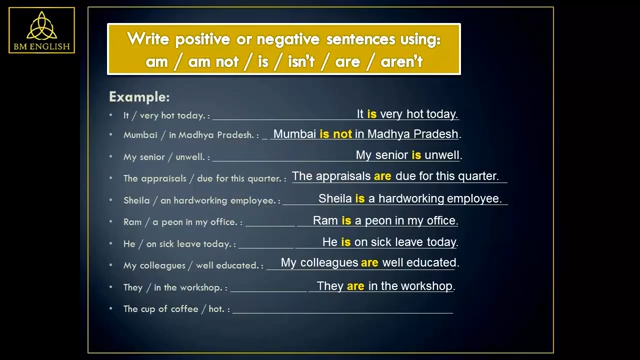 BM ENGLISH
Write positive or negative sentences using:
am / am not / is / isn't / are / aren't
Example:
• It / very hot today. : It is very hot today.
• Mumbai / in Madhya Pradesh. : Mumbai is not in Madhya Pradesh.
• My senior / unwell. : My senior is unwell.
• The appraisals / due for this quarter. : The appraisals are due for this quarter.
• Sheila / an hardworking employee. : Sheila is a hardworking employee.
• Ram / a peon in my office. : Ram is a peon in my office.
• He / on sick leave today. : He is on sick leave today.
• My colleagues / well educated. : My colleagues are well educated.
• They / in the workshop. : They are in the workshop.
• The cup of coffee / hot. :